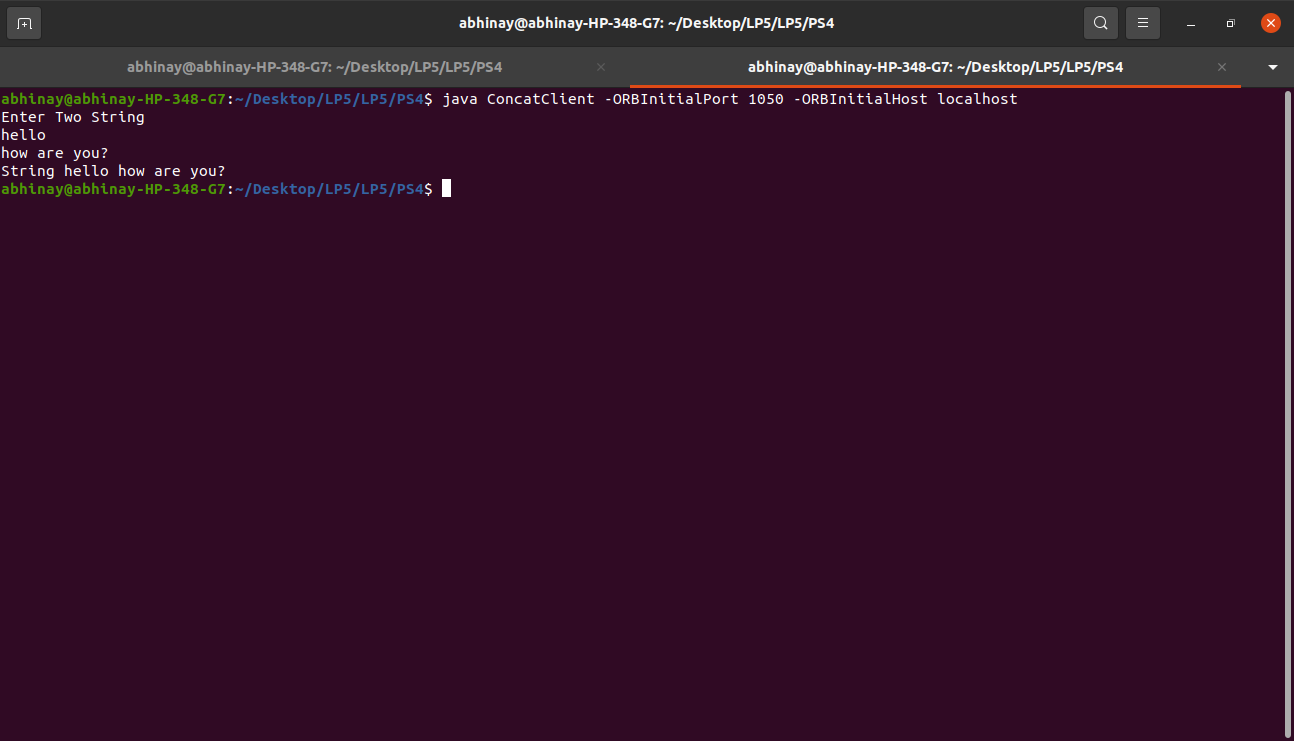 abhinay@abhinay-HP-348-G7: ~/Desktop/LP5/LP5/PS4
abhinay@abhinay-HP-348-G7: ~/Desktop/LP5/LP5/PS4
abhinay@abhinay-HP-348-G7: ~/Desktop/LP5/LP5/PS4
abhinay@abhinay-HP-348-G7:~/Desktop/LP5/LP5/PS4$ java ConcatClient -ORBInitialPort 1050 -ORBInitialHost localhost
Enter Two String
hello
how are you?
String hello how are you?
abhinay@abhinay-HP-348-G7:~/Desktop/LP5/LP5/PS4$